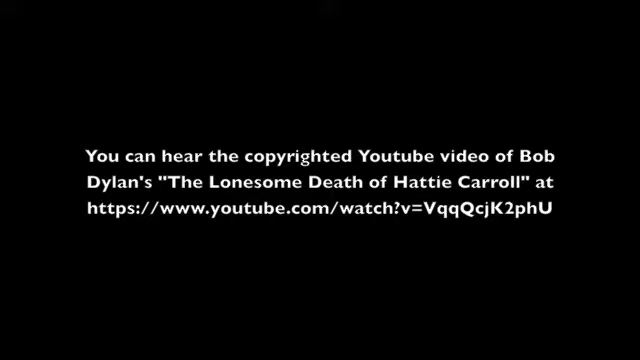 You can hear the copyrighted Youtube video of Bob
Dylan's "The Lonesome Death of Hattie Carroll" at
https://www.youtube.com/watch?v=VqqQcjK2phU